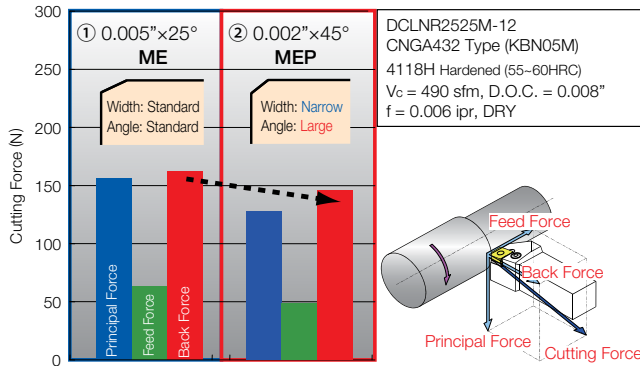 Cutting Force (N)
300
250
200
150
100
50
0
① 0.005”×25°
ME
Width: Standard
Angle: Standard
Principal Force
Feed Force
Back Force
② 0.002”×45°
MEP
Width: Narrow
Angle: Large
DCLNR2525M-12
CNGA432 Type (KBN05M)
4118H Hardened (55~60HRC)
Vc = 490 sfm, D.O.C. = 0.008”
f = 0.006 ipr, DRY
Feed Force
Back Force
Principal Force
Cutting Force